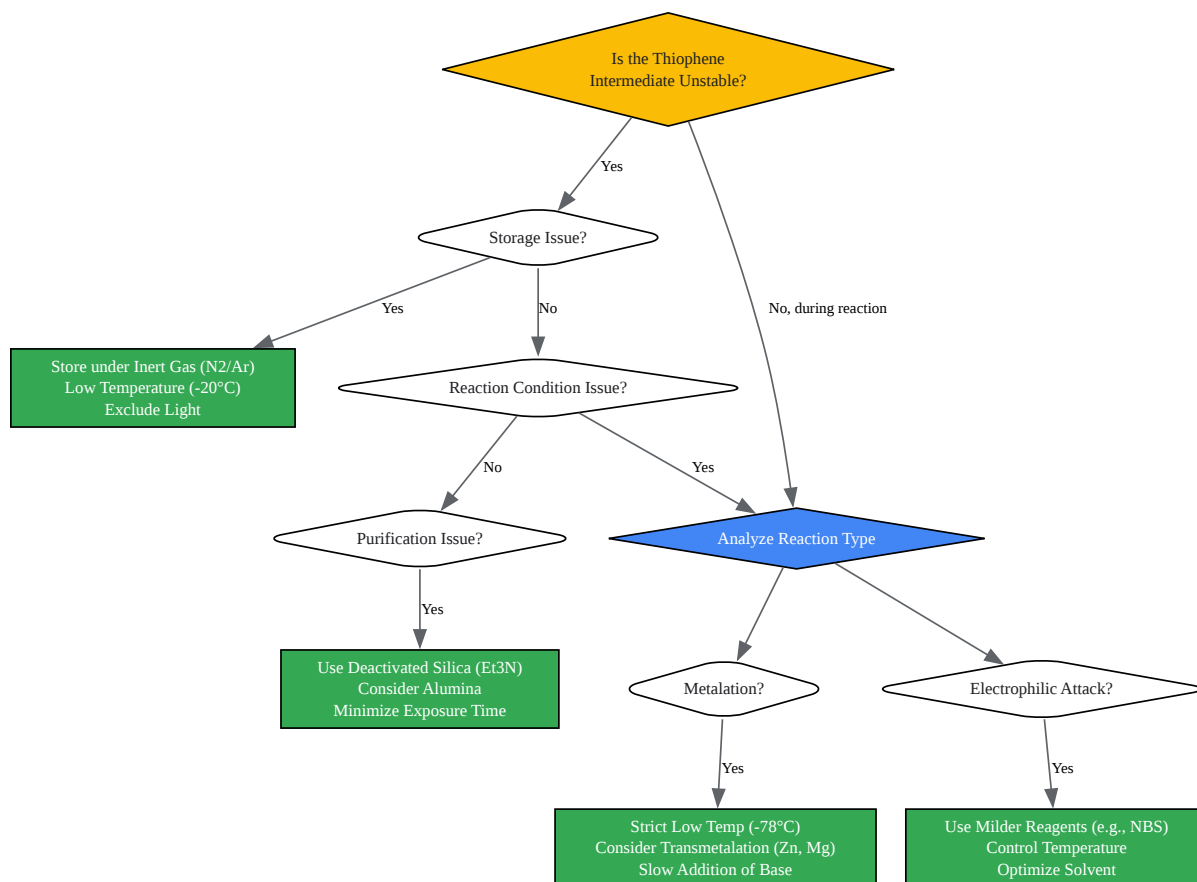 Is the Thiophene
Intermediate Unstable?
Yes
Storage Issue?
No, during reaction
Yes
No
Store under Inert Gas (N2/Ar)
Low Temperature (-20°C)
Exclude Light
Reaction Condition Issue?
No
Yes
Purification Issue?
Analyze Reaction Type
Yes
Use Deactivated Silica (Et3N)
Consider Alumina
Minimize Exposure Time
Metalation?
Electrophilic Attack?
Yes
Yes
Strict Low Temp (-78°C)
Consider Transmetalation (Zn, Mg)
Slow Addition of Base
Use Milder Reagents (e.g., NBS)
Control Temperature
Optimize Solvent